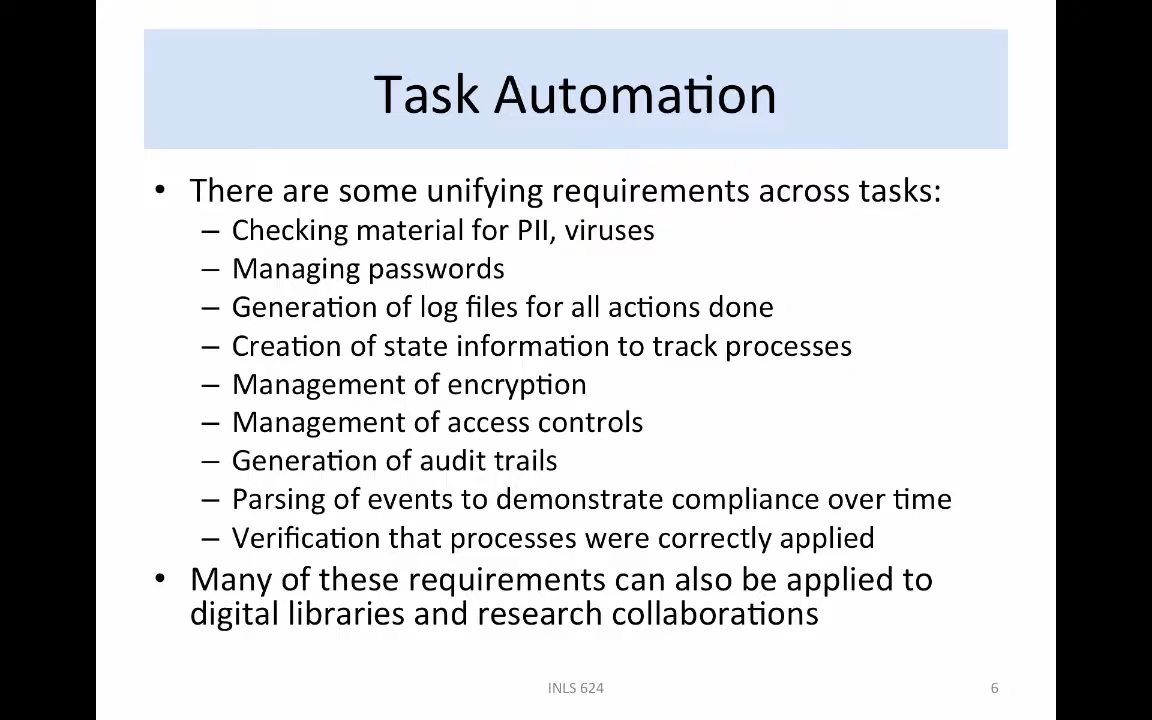 Task Automation
• There are some unifying requirements across tasks:
– Checking material for PII, viruses
– Managing passwords
– Generation of log files for all actions done
– Creation of state information to track processes
– Management of encryption
– Management of access controls
– Generation of audit trails
– Parsing of events to demonstrate compliance over time
– Verification that processes were correctly applied
• Many of these requirements can also be applied to
digital libraries and research collaborations
INLS 624
6